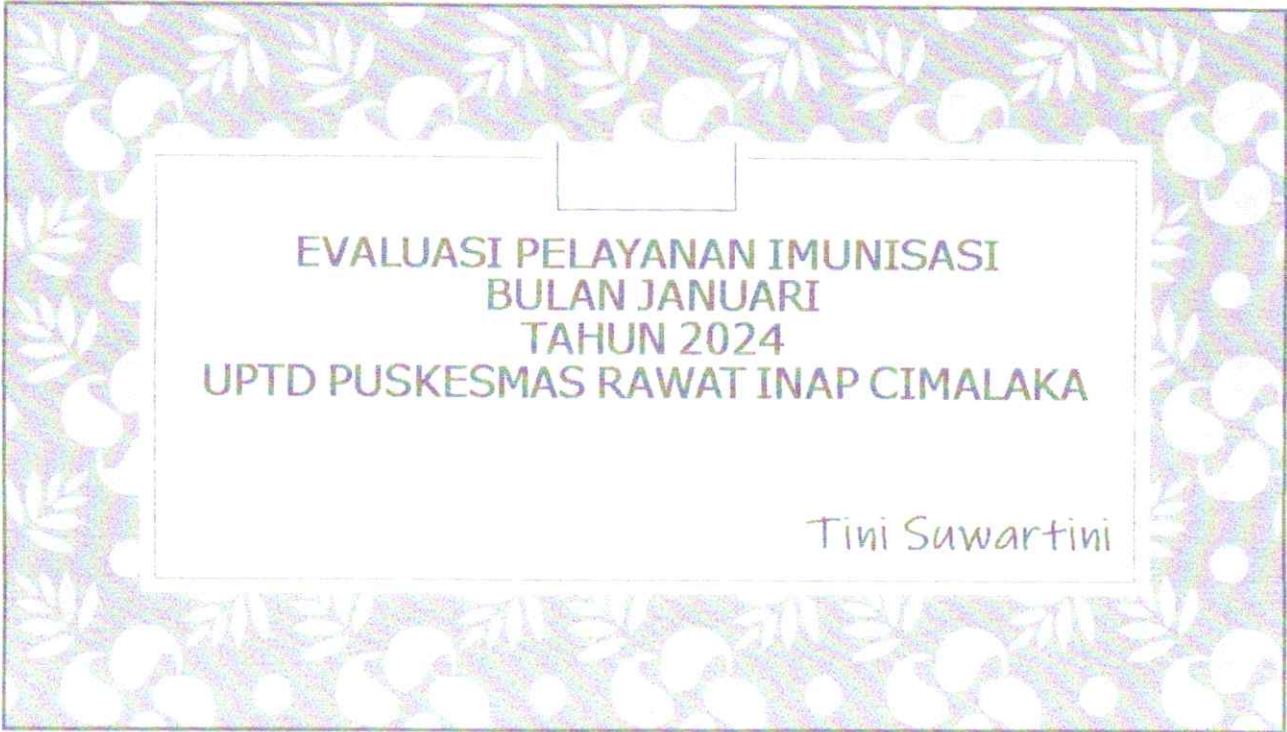 EVALUASI PELAYANAN IMUNISASI
BULAN JANUARI
TAHUN 2024
UPTD PUSKESMAS RAWAT INAP CIMALAKA
Tini Suwartini